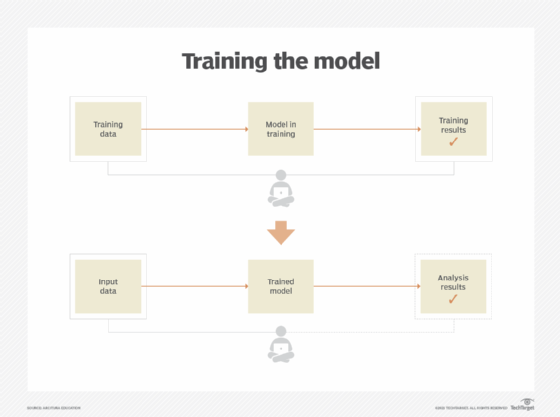 Training the model
Training
data
Model in
training
Training
results
Input
data
Trained
model
Analysis
results
TechTarget